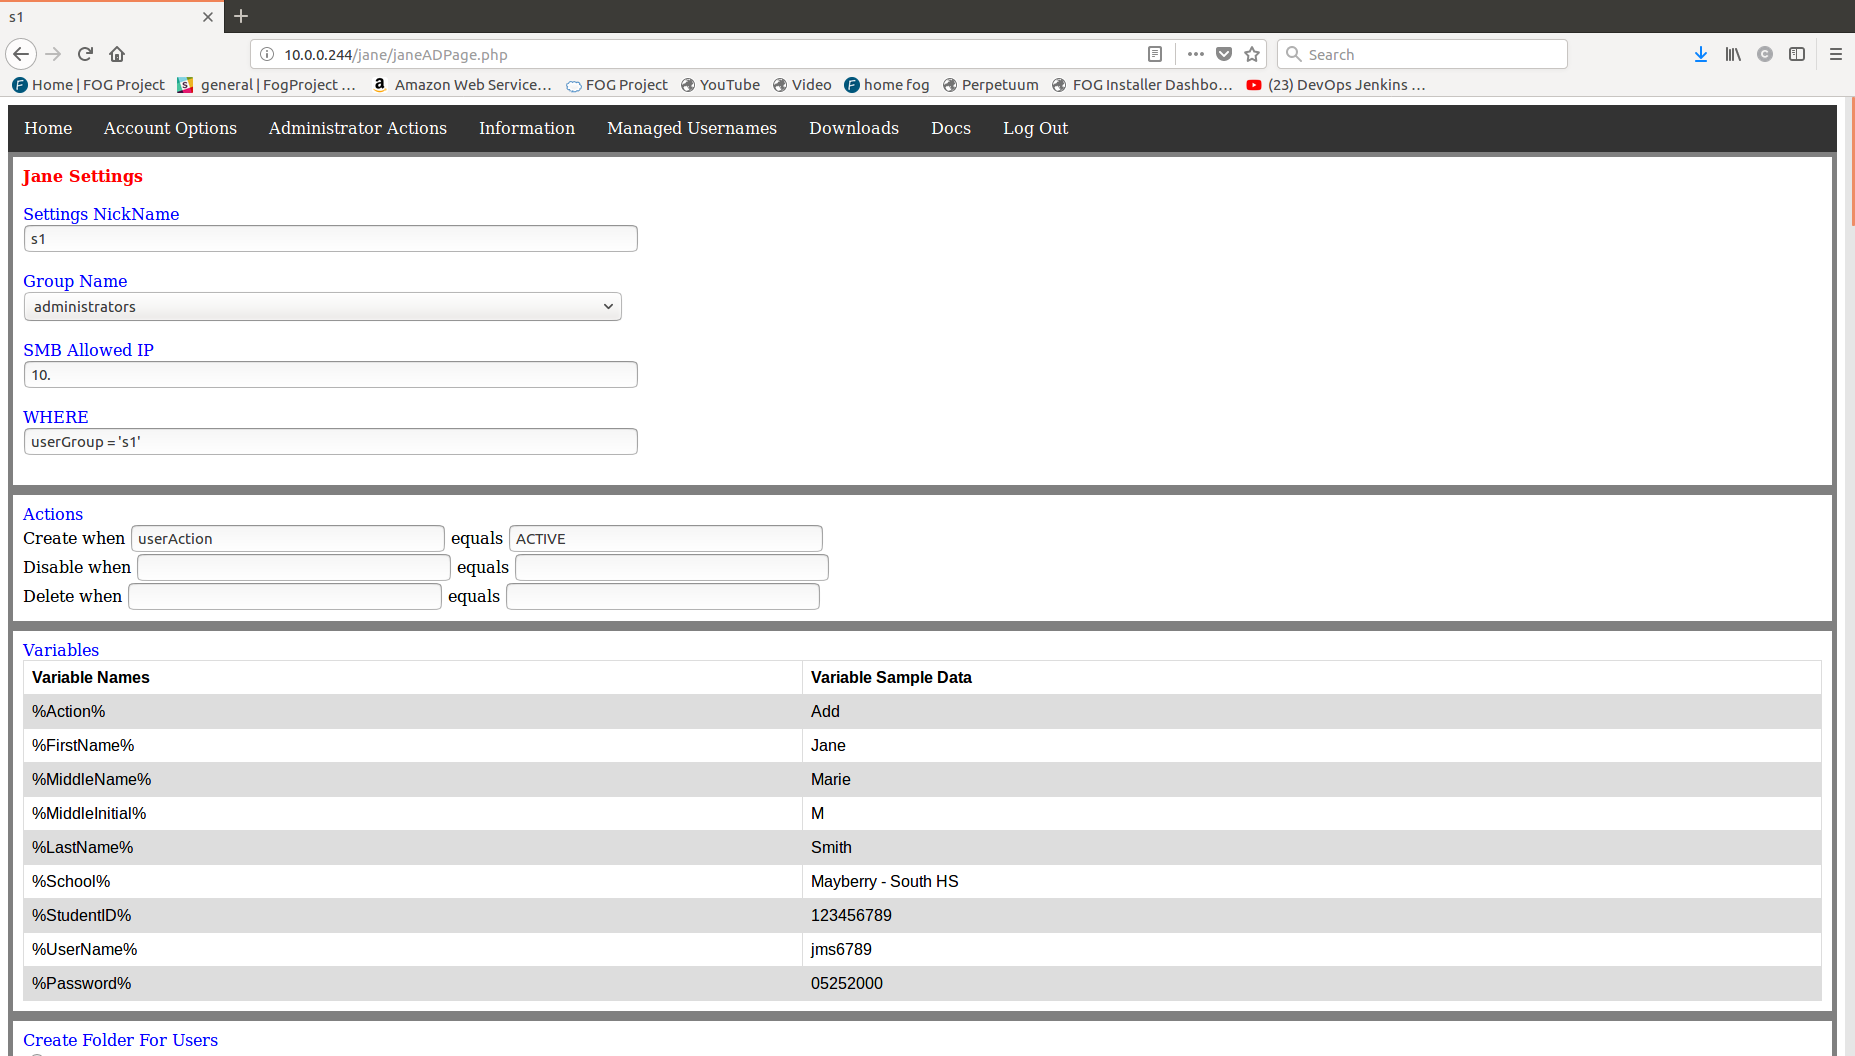 s1
10.0.0.244/jane/janeADPage.php
Search
Home | FOG Project general | FogProject … Amazon Web Service… FOG Project YouTube Video home fog Perpetuum FOG Installer Dashbo… (23) DevOps Jenkins …
Home Account Options Administrator Actions Information Managed Usernames Downloads Docs Log Out
Jane Settings
Settings NickName
s1
Group Name
administrators
SMB Allowed IP
10.
WHERE
userGroup = 's1'
Actions
Create when userAction equals ACTIVE
Disable when equals
Delete when equals
Variables
Variable Names Variable Sample Data
%Action% Add
%FirstName% Jane
%MiddleName% Marie
%MiddleInitial% M
%LastName% Smith
%School% Mayberry - South HS
%StudentID% 123456789
%UserName% jms6789
%Password% 05252000
Create Folder For Users